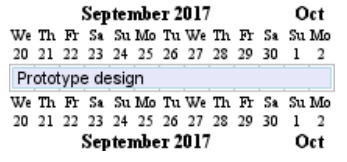 September 2017 Oct
We Th Fr Sa Su Mo Tu We Th Fr Sa Su Mo
20 21 22 23 24 25 26 27 28 29 30 1 2
Prototype design
We Th Fr Sa Su Mo Tu We Th Fr Sa Su Mo
20 21 22 23 24 25 26 27 28 29 30 1 2
September 2017 Oct